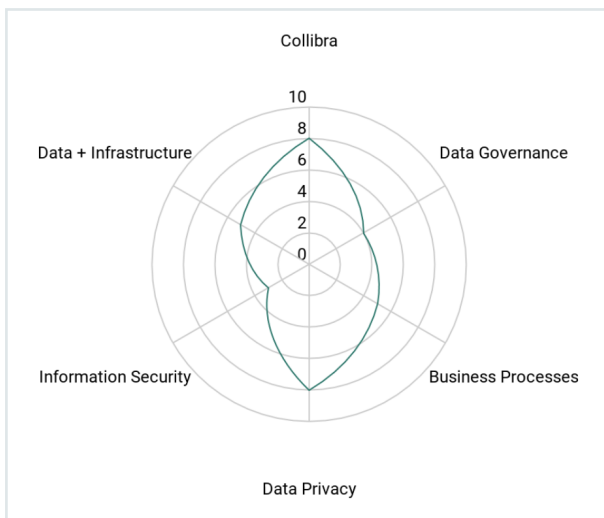 Collibra
10
8
6
4
2
0
Data + Infrastructure
Data Governance
Information Security
Business Processes
Data Privacy